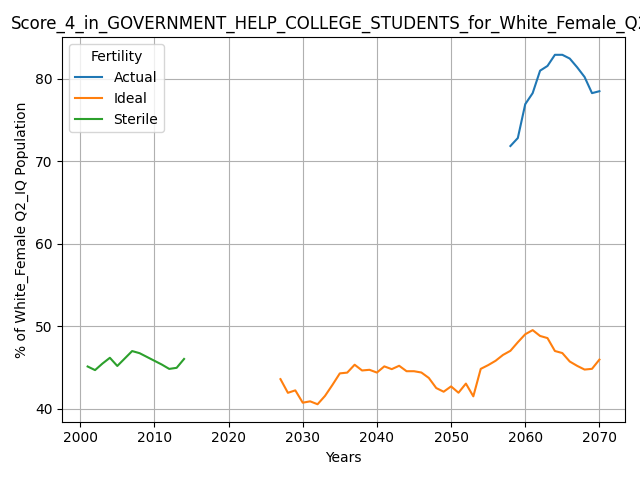 Score_4_in_GOVERNMENT_HELP_COLLEGE_STUDENTS_for_White_Female_Q2
Fertility
Actual
Ideal
Sterile
% of White_Female Q2_IQ Population
80
70
60
50
40
2000 2010 2020 2030 2040 2050 2060 2070
Years